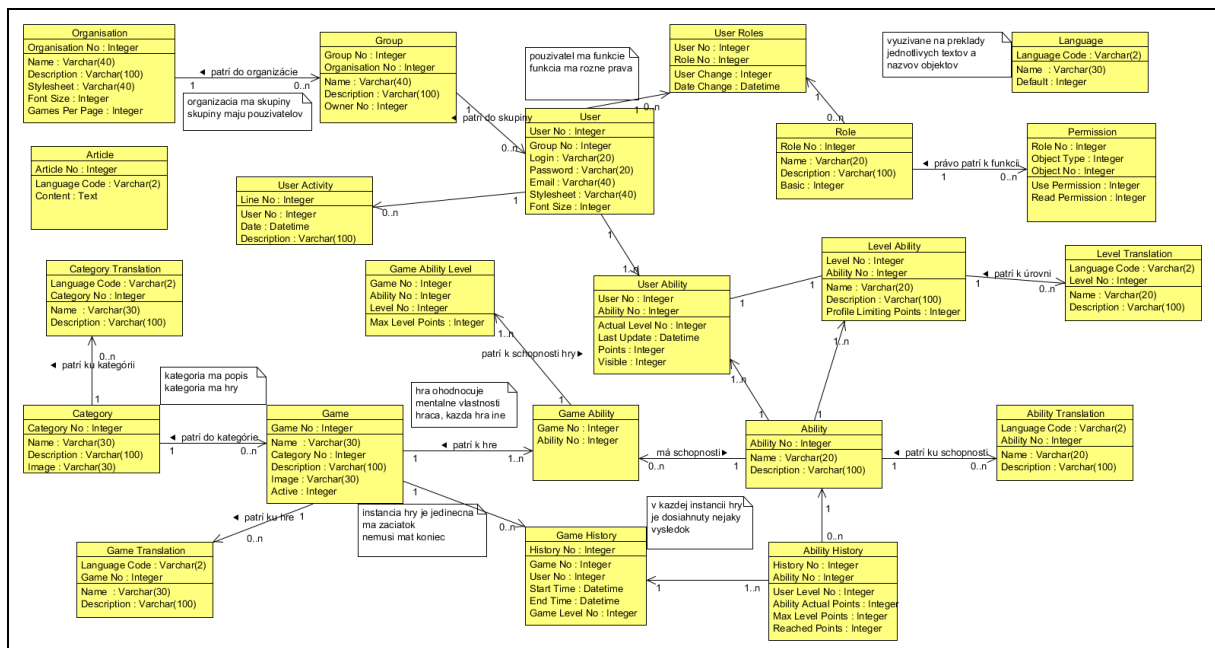 Organisation
Organisation No : Integer
Name : Varchar(40)
Description : Varchar(100)
Stylesheet : Varchar(40)
Font Size : Integer
Games Per Page : Integer
◄ patrí do organizácie
1
0..n
organizacia ma skupiny
skupiny maju pouzivatelov
Group
Group No : Integer
Organisation No : Integer
Name : Varchar(40)
Description : Varchar(100)
Owner No : Integer
1
◄ patrí do skupiny
0..n
pouzivatel ma funkcie
funkcia ma rozne prava
User Roles
User No : Integer
Role No : Integer
User Change : Integer
Date Change : Datetime
1
0..n
1
0..n
vyuzivane na preklady
jednotlivych textov a
nazvov objektov
Language
Language Code : Varchar(2)
Name : Varchar(30)
Default : Integer
User
User No : Integer
Group No : Integer
Login : Varchar(20)
Password : Varchar(20)
Email : Varchar(40)
Stylesheet : Varchar(40)
Font Size : Integer
Role
Role No : Integer
Name : Varchar(20)
Description : Varchar(100)
Basic : Integer
◄ právo patrí k funkcii
1
0..n
Permission
Role No : Integer
Object Type : Integer
Object No : Integer
Use Permission : Integer
Read Permission : Integer
Article
Article No : Integer
Language Code : Varchar(2)
Content : Text
User Activity
Line No : Integer
User No : Integer
Date : Datetime
Description : Varchar(100)
0..n
1
1
1..n
Category Translation
Language Code : Varchar(2)
Category No : Integer
Name : Varchar(30)
Description : Varchar(100)
0..n
◄ patrí ku kategórii
1
Game Ability Level
Game No : Integer
Ability No : Integer
Level No : Integer
Max Level Points : Integer
1..n
patrí k schopnosti hry►
1
User Ability
User No : Integer
Ability No : Integer
Actual Level No : Integer
Last Update : Datetime
Points : Integer
Visible : Integer
1
1
1..n
1
Level Ability
Level No : Integer
Ability No : Integer
Name : Varchar(20)
Description : Varchar(100)
Profile Limiting Points : Integer
1..n
1
◄ patrí k úrovni
1
0..n
Level Translation
Language Code : Varchar(2)
Level No : Integer
Name : Varchar(20)
Description : Varchar(100)
kategoria ma popis
kategoria ma hry
Category
Category No : Integer
Name : Varchar(30)
Description : Varchar(100)
Image : Varchar(30)
◄ patrí do kategórie
1
0..n
Game
Game No : Integer
Name : Varchar(30)
Category No : Integer
Description : Varchar(100)
Image : Varchar(30)
Active : Integer
hra ohodnocuje
mentalne vlastnosti
hraca, kazda hra ine
◄ patrí k hre
1
1..n
Game Ability
Game No : Integer
Ability No : Integer
◄ má schopnosti ►
0..n
1
Ability
Ability No : Integer
Name : Varchar(20)
Description : Varchar(100)
◄ patrí ku schopnosti
1
0..n
Ability Translation
Language Code : Varchar(2)
Ability No : Integer
Name : Varchar(20)
Description : Varchar(100)
◄ patrí ku hre
1
0..n
1
0..n
instancia hry je jedinecna
ma zaciatok
nemusi mat koniec
v kazdej instancii hry
je dosiahnuty nejaky
vysledok
1
0..n
Game Translation
Language Code : Varchar(2)
Game No : Integer
Name : Varchar(30)
Description : Varchar(100)
Game History
History No : Integer
Game No : Integer
User No : Integer
Start Time : Datetime
End Time : Datetime
Game Level No : Integer
1
1..n
Ability History
History No : Integer
Ability No : Integer
User Level No : Integer
Ability Actual Points : Integer
Max Level Points : Integer
Reached Points : Integer